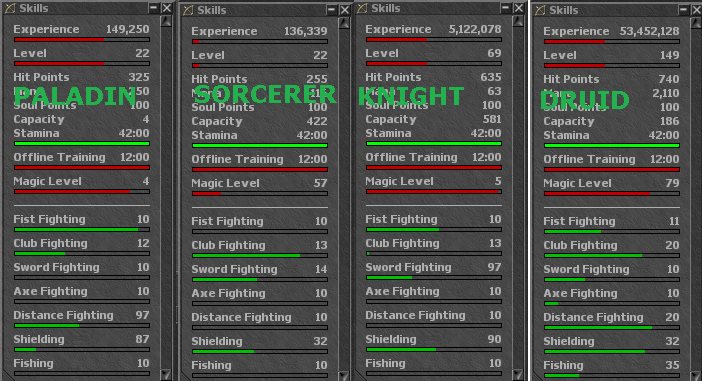 Skills
Experience 149,250
Level 22
Hit Points 325
Mana 250
PALADIN
Soul Points 100
Capacity 4
Stamina 42:00
Offline Training 12:00
Magic Level 4
Fist Fighting 10
Club Fighting 12
Sword Fighting 10
Axe Fighting 10
Distance Fighting 97
Shielding 87
Fishing 10
Skills
Experience 136,339
Level 22
Hit Points 255
Mana
SORCERER
Soul Points 100
Capacity 422
Stamina 42:00
Offline Training 12:00
Magic Level 57
Fist Fighting 10
Club Fighting 13
Sword Fighting 14
Axe Fighting 10
Distance Fighting 10
Shielding 32
Fishing 10
Skills
Experience 5,122,078
Level 69
Hit Points 635
Mana 63
KNIGHT
Soul Points 100
Capacity 581
Stamina 42:00
Offline Training 12:00
Magic Level 5
Fist Fighting 10
Club Fighting 13
Sword Fighting 97
Axe Fighting 10
Distance Fighting 10
Shielding 90
Fishing 10
Skills
Experience 53,452,128
Level 149
Hit Points 740
Mana 2,110
DRUID
Soul Points 100
Capacity 186
Stamina 42:00
Offline Training 12:00
Magic Level 79
Fist Fighting 11
Club Fighting 20
Sword Fighting 10
Axe Fighting 10
Distance Fighting 20
Shielding 32
Fishing 35